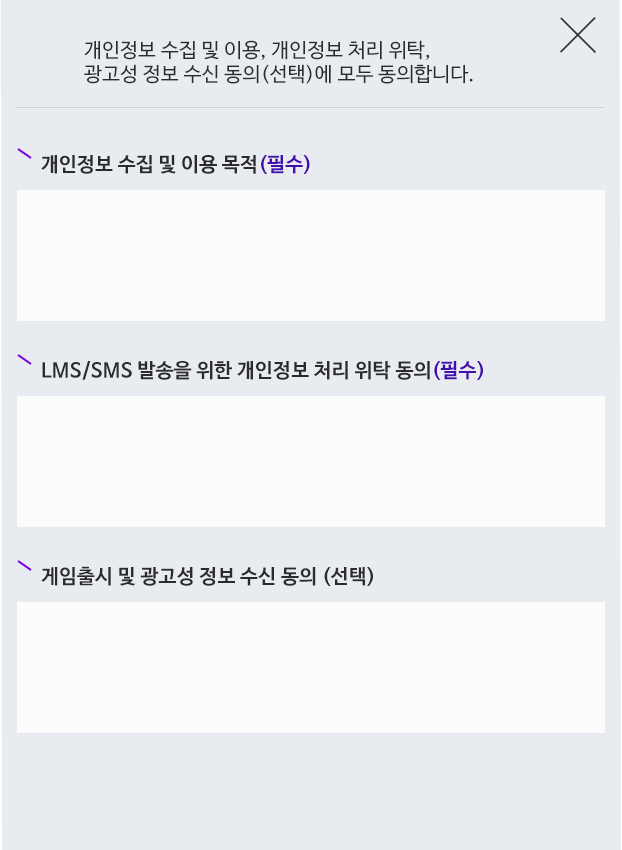 개인정보 수집 및 이용, 개인정보 처리 위탁,
광고성 정보 수신 동의(선택)에 모두 동의합니다.
개인정보 수집 및 이용 목적(필수)
LMS/SMS 발송을 위한 개인정보 처리 위탁 동의(필수)
게임출시 및 광고성 정보 수신 동의 (선택)